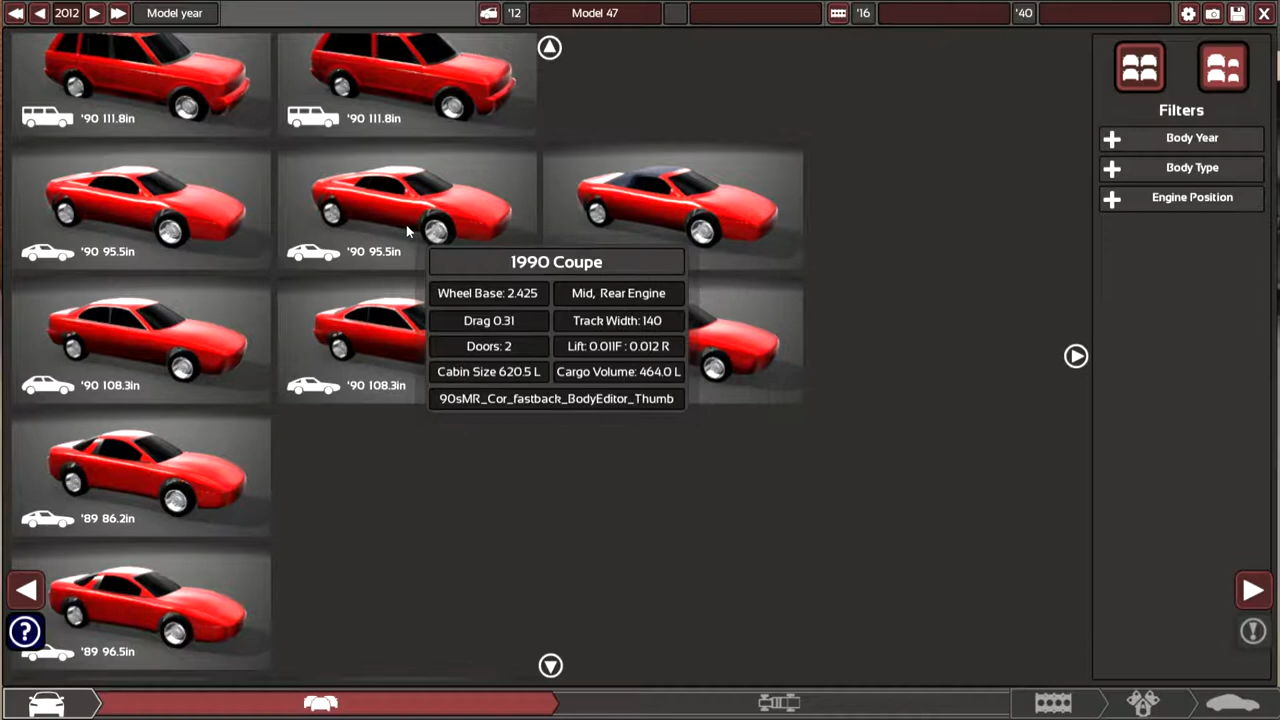 2012 Model year '12 Model 47 '16 '40
'90 111.8in '90 111.8in
Filters
Body Year
Body Type
Engine Position
'90 95.5in '90 95.5in
1990 Coupe
Wheel Base: 2.425 Mid, Rear Engine
Drag 0.31 Track Width: 140
Doors: 2 Lift: 0.011F : 0.012 R
Cabin Size 620.5 L Cargo Volume: 464.0 L
90sMR_Cor_fastback_BodyEditor_Thumb
'90 108.3in '90 108.3in
'89 86.2in
'89 96.5in
?